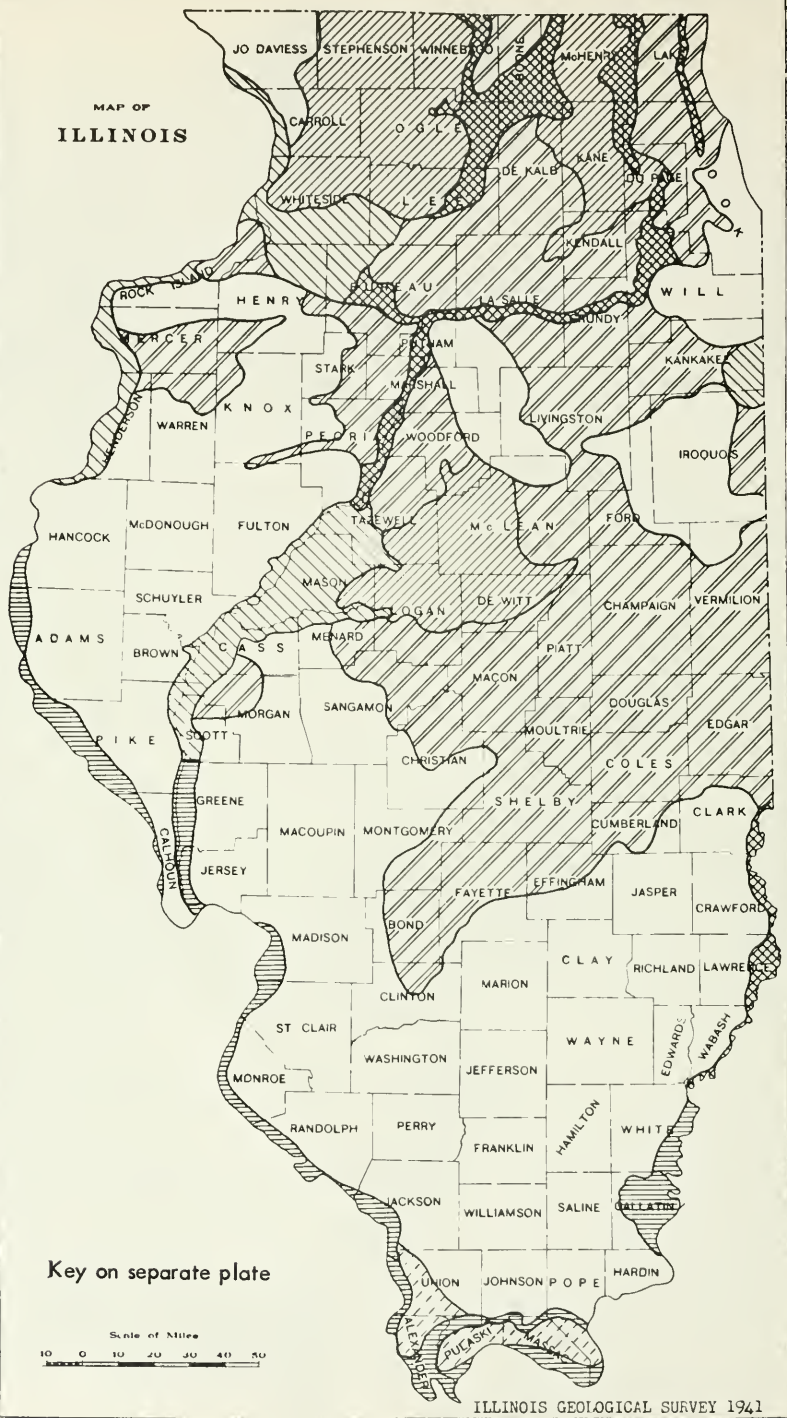 MAP OF
ILLINOIS
JO DAVIESS STEPHENSON WINNEBAGO BOONE McHENRY LAKE
CARROLL OGLE
DE KALB KANE DU PAGE
WHITESIDE LEE
KENDALL
ROCK ISLAND HENRY BUREAU LA SALLE GRUNDY WILL
MERCER PUTNAM
STARK MARSHALL KANKAKEE
HENDERSON WARREN KNOX PEORIA WOODFORD LIVINGSTON
IROQUOIS
HANCOCK McDONOUGH FULTON TAZEWELL McLEAN FORD
SCHUYLER MASON LOGAN DE WITT CHAMPAIGN VERMILION
ADAMS BROWN CASS MENARD PIATT
MACON
MORGAN SANGAMON DOUGLAS EDGAR
PIKE SCOTT CHRISTIAN MOULTRIE COLES
GREENE SHELBY CLARK
CALHOUN MACOUPIN MONTGOMERY CUMBERLAND
JERSEY FAYETTE EFFINGHAM JASPER CRAWFORD
MADISON BOND
CLAY RICHLAND LAWRENCE
CLINTON MARION
ST CLAIR WAYNE EDWARDS WABASH
WASHINGTON JEFFERSON
MONROE
RANDOLPH PERRY HAMILTON WHITE
FRANKLIN
JACKSON WILLIAMSON SALINE GALLATIN
UNION JOHNSON POPE HARDIN
ALEXANDER PULASKI MASSAC
Key on separate plate
Scale of Miles
10 0 10 20 30 40 50
ILLINOIS GEOLOGICAL SURVEY 1941